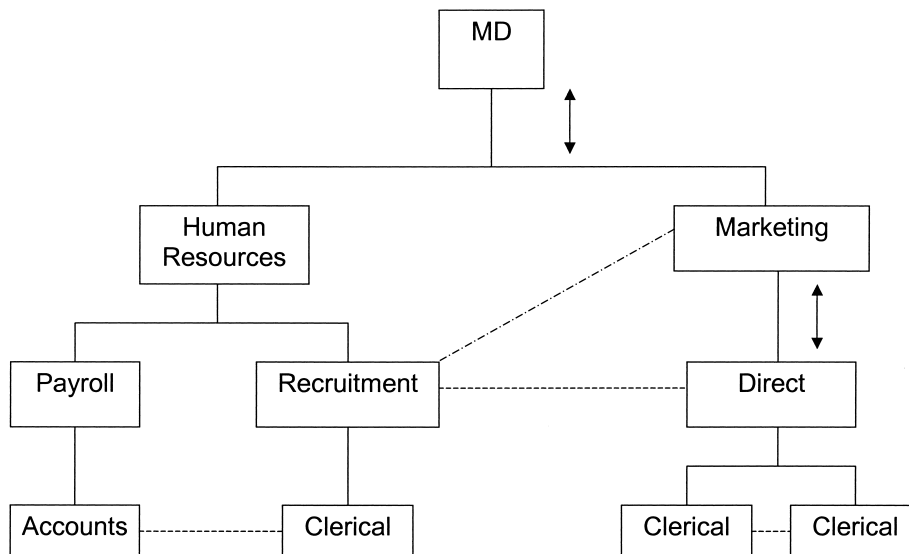 MD
Human
Resources
Marketing
Payroll
Recruitment
Direct
Accounts
Clerical
Clerical
Clerical